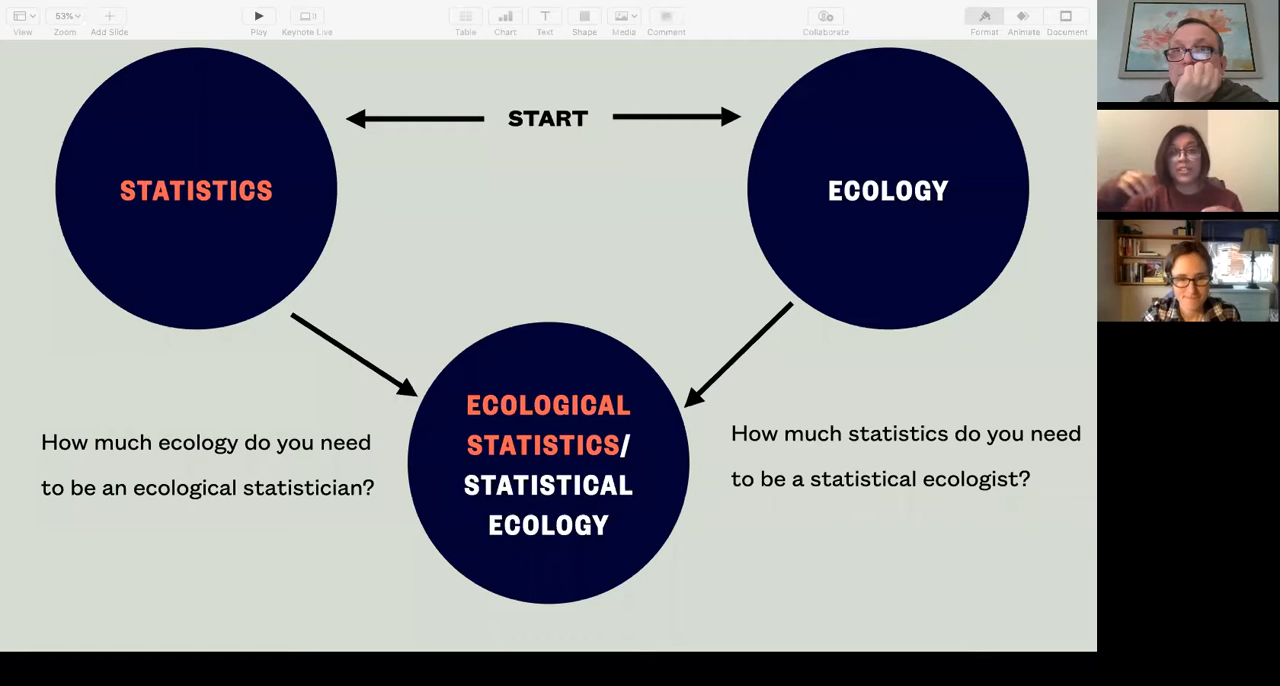 53%
View
Zoom
Add Slide
Play
Keynote Live
Table
Chart
Text
Shape
Media
Comment
Collaborate
Format
Animate
Document
START
STATISTICS
ECOLOGY
ECOLOGICAL
STATISTICS/
STATISTICAL
ECOLOGY
How much ecology do you need
to be an ecological statistician?
How much statistics do you need
to be a statistical ecologist?